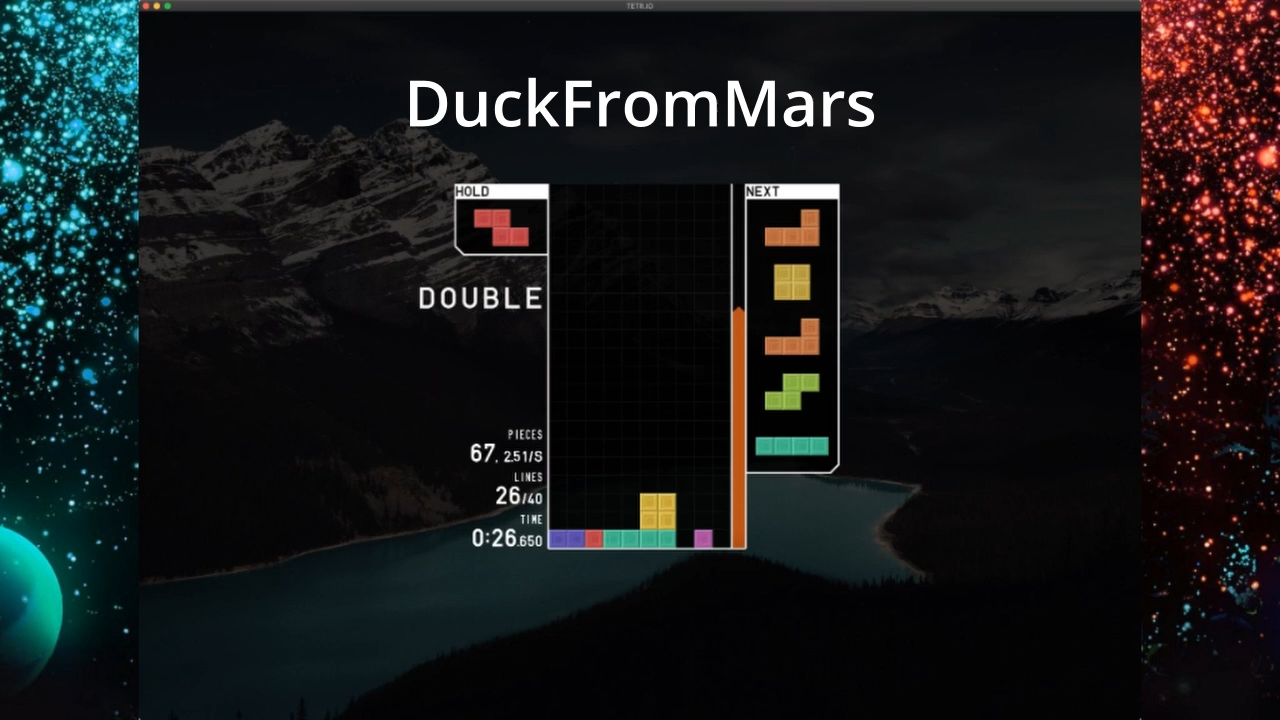 TETR.IO
DuckFromMars
HOLD
NEXT
DOUBLE
PIECES
67, 2.51/S
LINES
26/40
TIME
0:26.650